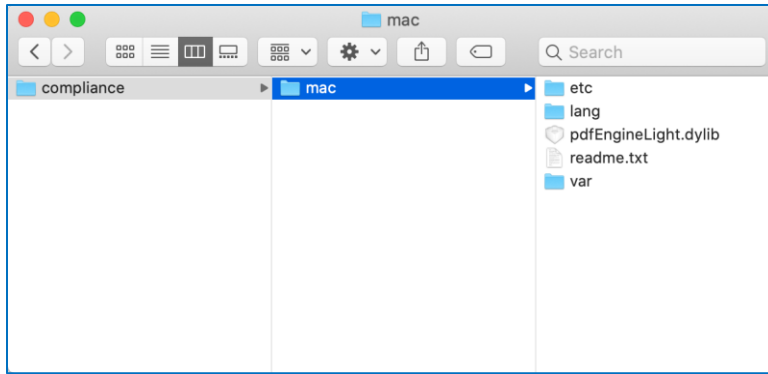 mac
Search
compliance
mac
etc
lang
pdfEngineLight.dylib
readme.txt
var